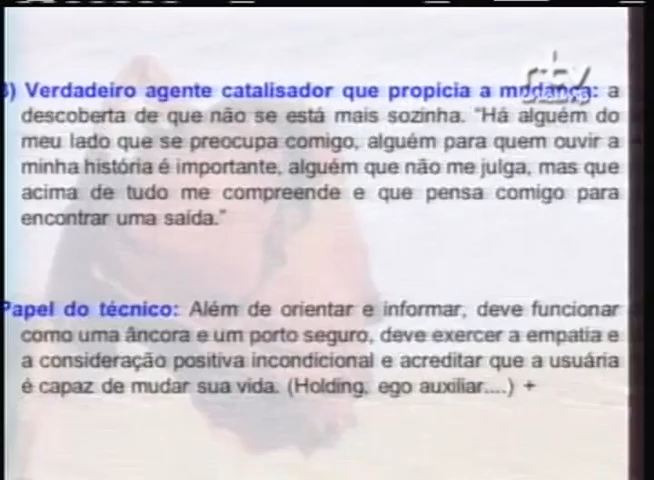 ) Verdadeiro agente catalisador que propicia a mudança: a
descoberta de que não se está mais sozinha. "Há alguém do
meu lado que se preocupa comigo, alguém para quem ouvir a
minha história é importante, alguém que não me julga, mas que
acima de tudo me compreende e que pensa comigo para
encontrar uma saída."
Papel do técnico: Além de orientar e informar, deve funcionar
como uma âncora e um porto seguro, deve exercer a empatia e
a consideração positiva incondicional e acreditar que a usuária
é capaz de mudar sua vida. (Holding, ego auxiliar....) +